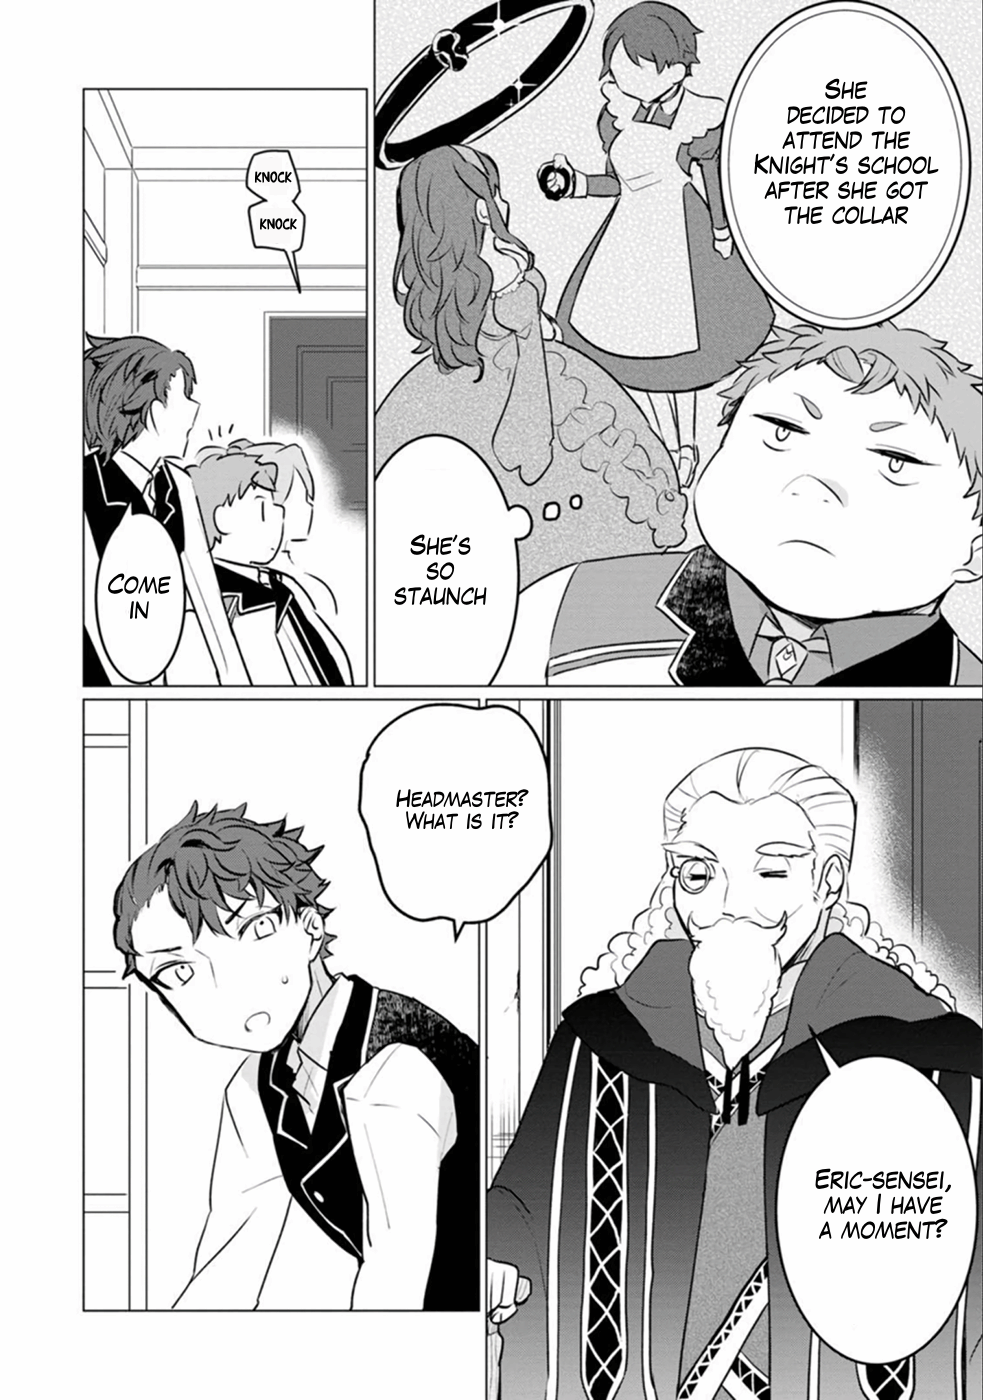 SHE
DECIDED TO
ATTEND THE
KNIGHT'S SCHOOL
AFTER SHE GOT
THE COLLAR
SHE'S
SO
STAUNCH
KNOCK
KNOCK
COME
IN
HEADMASTER?
WHAT IS IT?
ERIC-SENSEI,
MAY I HAVE
A MOMENT?